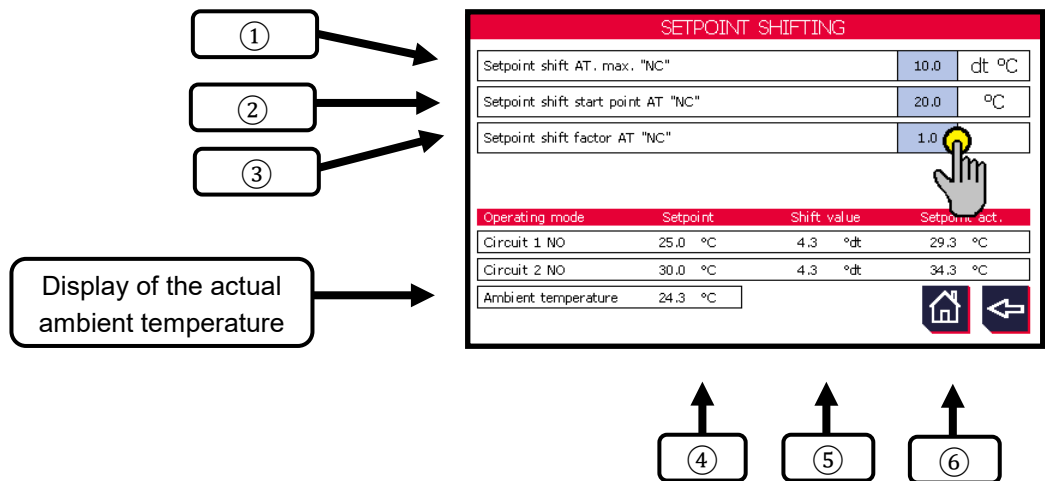 ①
SETPOINT SHIFTING
Setpoint shift AT. max. "NC" 10.0 dt ºC
②
Setpoint shift start point AT "NC" 20.0 ºC
Setpoint shift factor AT "NC" 1.0
③
Operating mode Setpoint Shift value act.
Circuit 1 NO 25.0 °C 4.3 °dt 29.3 °C
Circuit 2 NO 30.0 °C 4.3 °dt 34.3 °C
Display of the actual
ambient temperature
Ambient temperature 24.3 °C
④ ⑤ ⑥